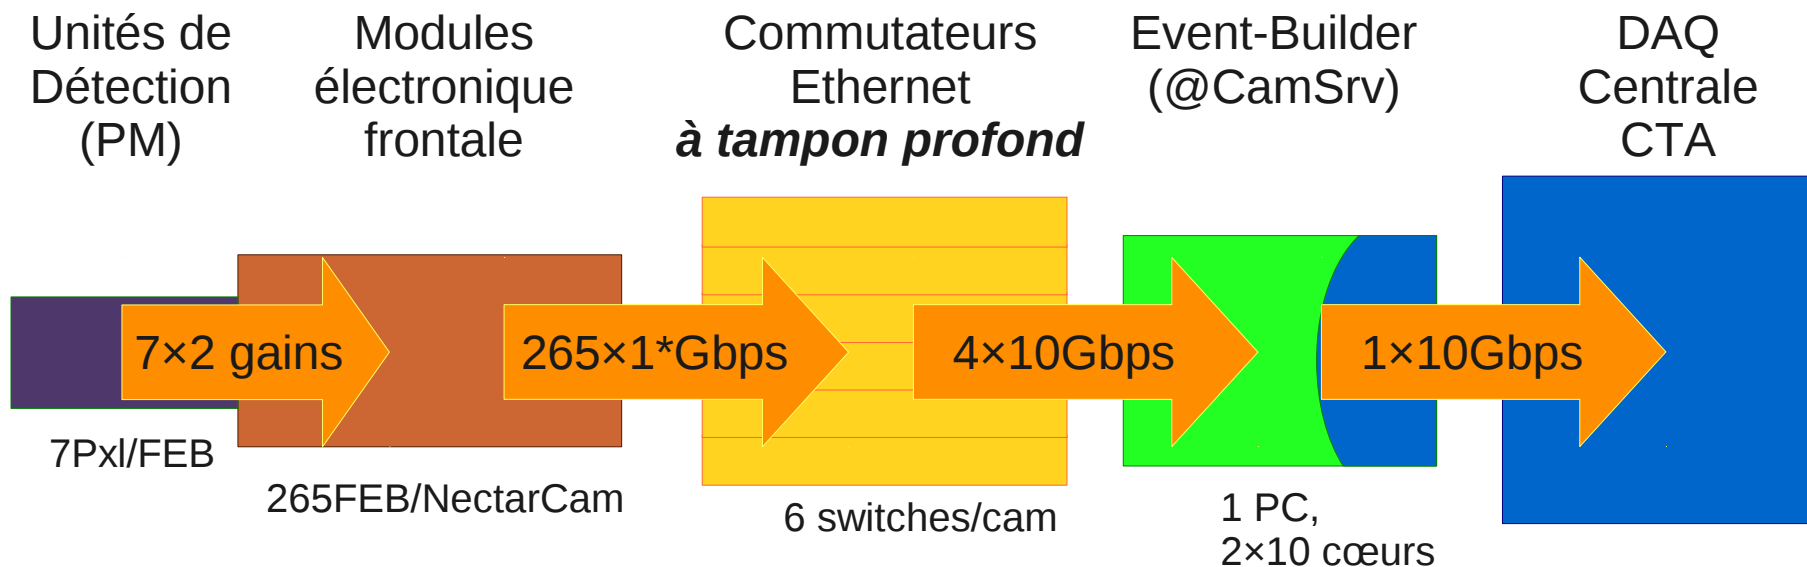 Unités de
Détection
(PM)
Modules
électronique
frontale
Commutateurs
Ethernet
à tampon profond
Event-Builder
(@CamSrv)
DAQ
Centrale
CTA
7×2 gains
265×1*Gbps
4×10Gbps
1×10Gbps
7Pxl/FEB
265FEB/NectarCam
6 switches/cam
1 PC,
2×10 cœurs